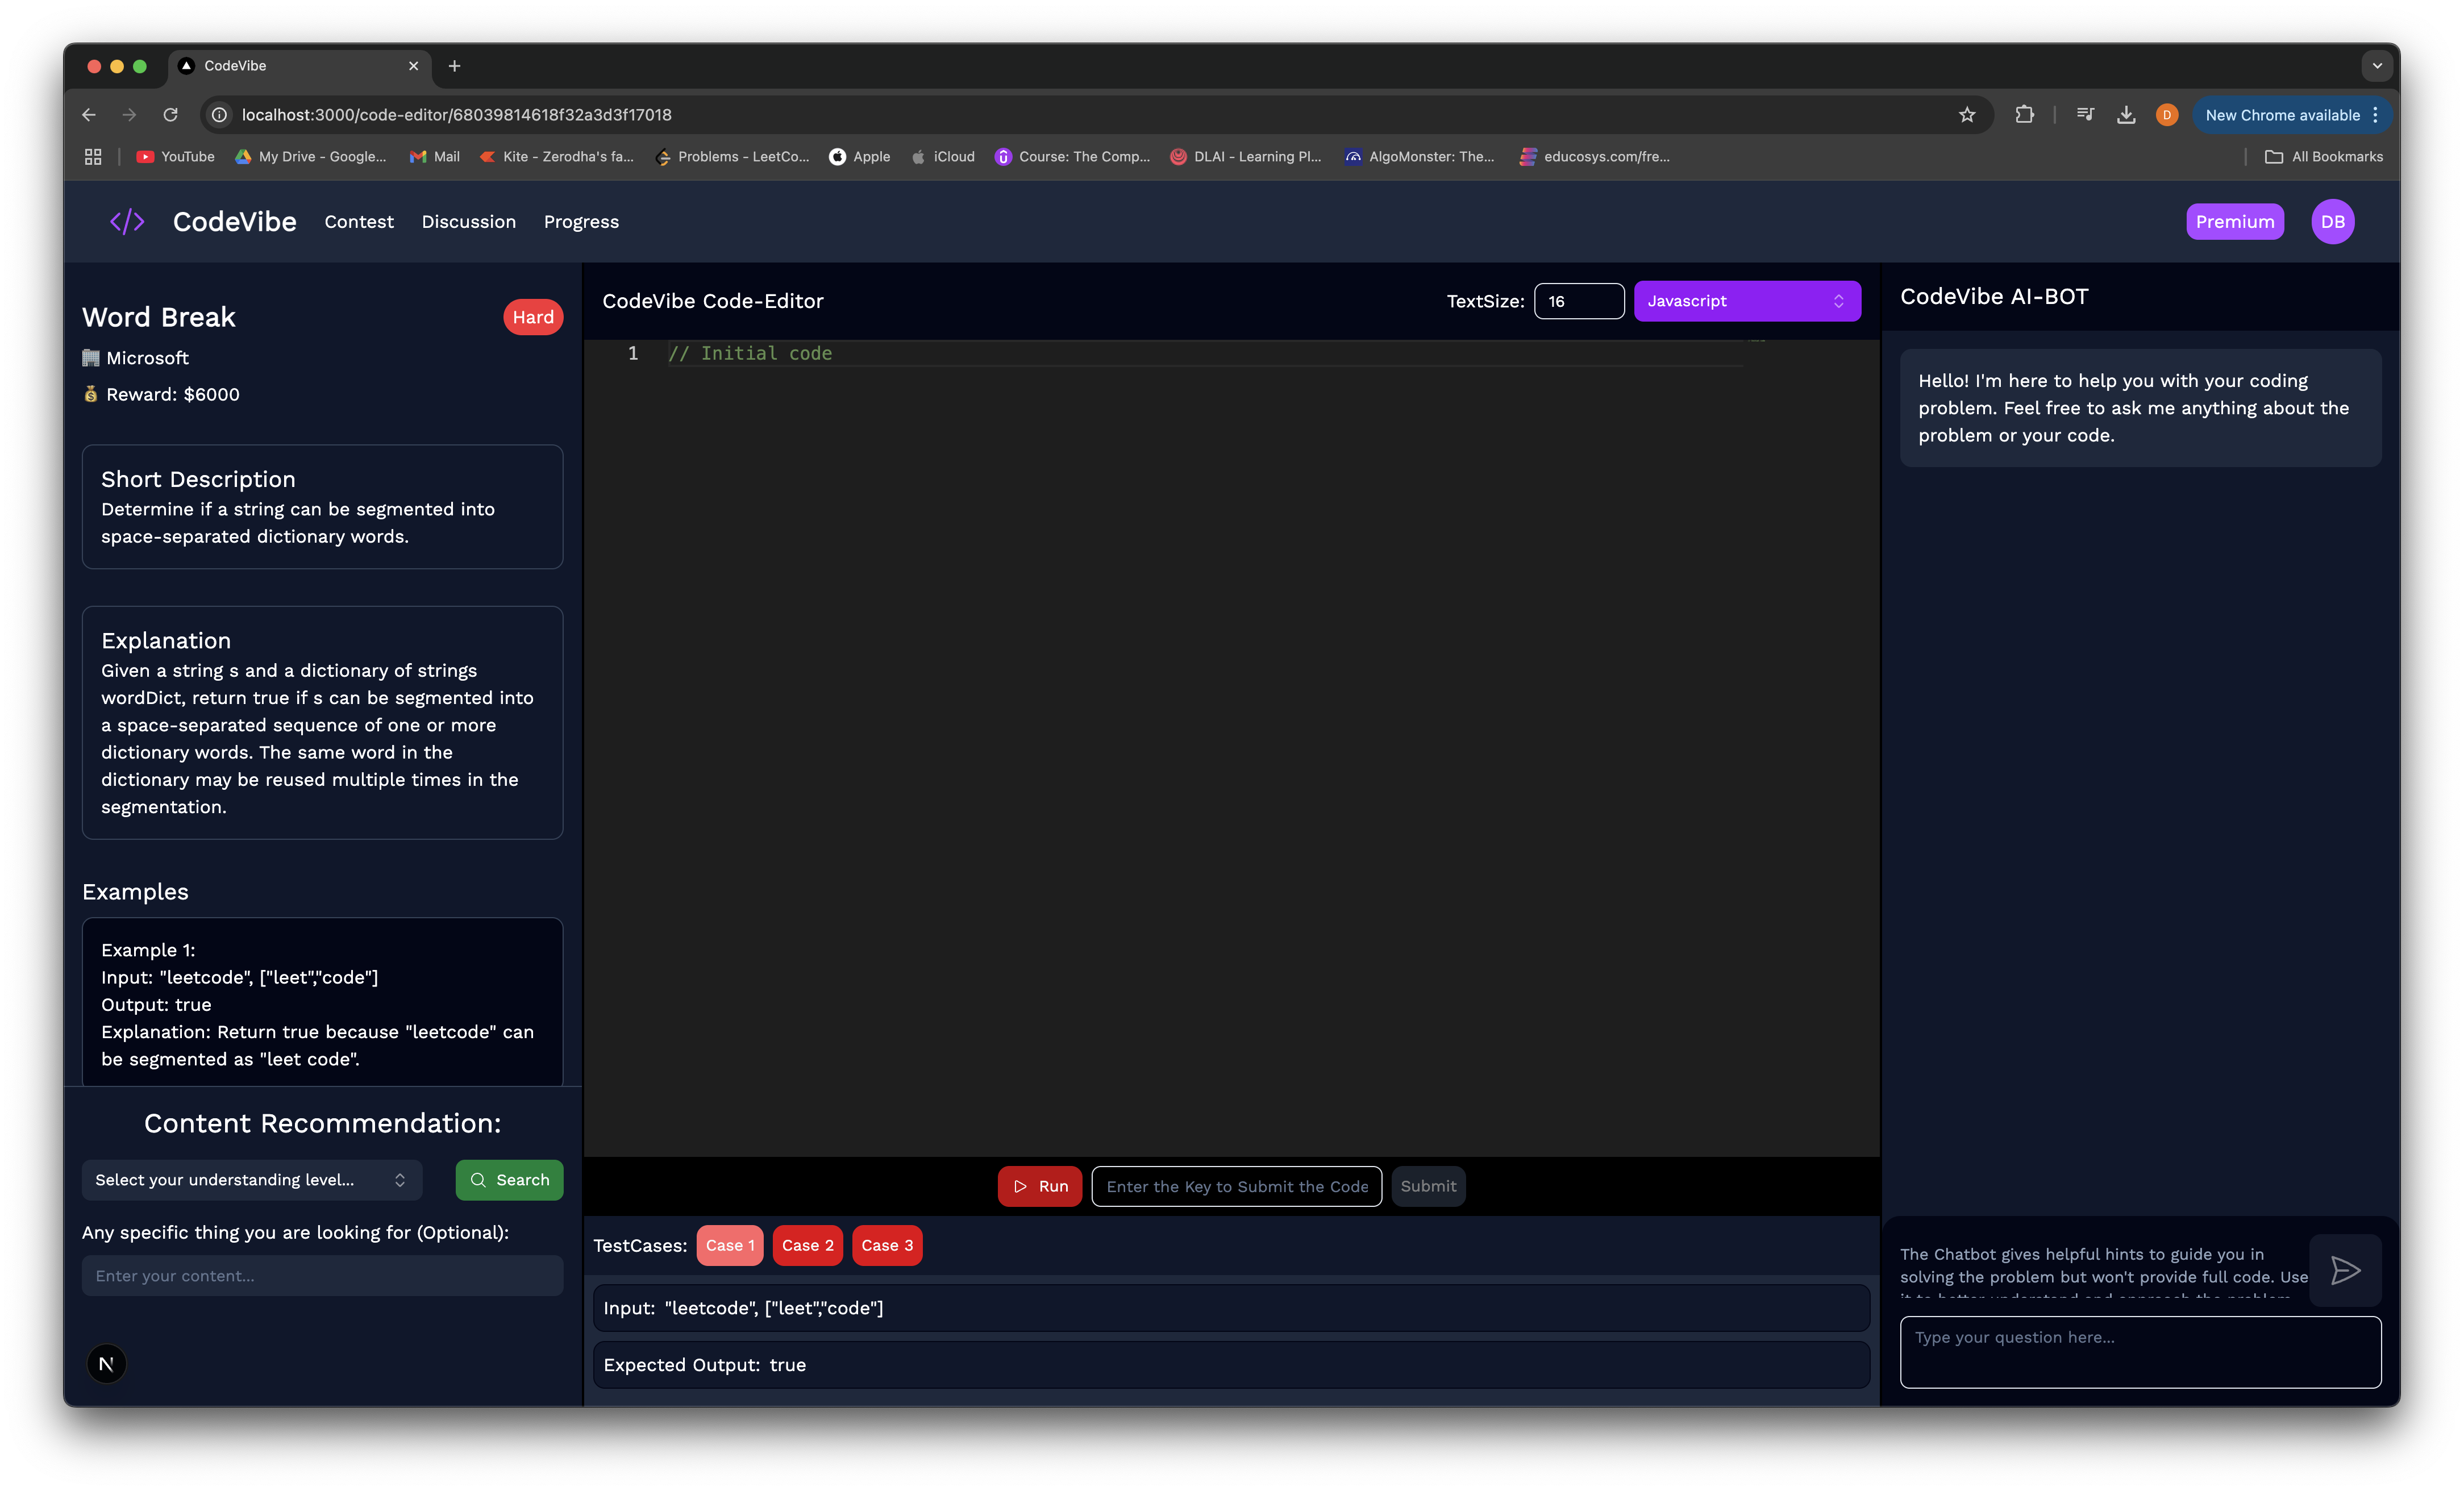 CodeVibe
localhost:3000/code-editor/68039814618f32a3d3f17018
D
New Chrome available
YouTube
My Drive - Google...
Mail
Kite - Zerodha's fa...
Problems - LeetCo...
Apple
iCloud
Course: The Comp...
DLAI - Learning Pl...
AlgoMonster: The...
educosys.com/fre...
All Bookmarks
</> CodeVibe
Contest
Discussion
Progress
Premium
DB
Word Break
Hard
Microsoft
Reward: $6000
Short Description
Determine if a string can be segmented into
space-separated dictionary words.
Explanation
Given a string s and a dictionary of strings
wordDict, return true if s can be segmented into
a space-separated sequence of one or more
dictionary words. The same word in the
dictionary may be reused multiple times in the
segmentation.
Examples
Example 1:
Input: "leetcode", ["leet","code"]
Output: true
Explanation: Return true because "leetcode" can
be segmented as "leet code".
Content Recommendation:
Select your understanding level...
Search
Any specific thing you are looking for (Optional):
Enter your content...
N
CodeVibe Code-Editor
TextSize:
16
Javascript
1
// Initial code
Run
Enter the Key to Submit the Code
Submit
TestCases:
Case 1
Case 2
Case 3
Input: "leetcode", ["leet","code"]
Expected Output: true
CodeVibe AI-BOT
Hello! I'm here to help you with your coding
problem. Feel free to ask me anything about the
problem or your code.
The Chatbot gives helpful hints to guide you in
solving the problem but won't provide full code. Use
it to better understand and approach the problem
Type your question here...